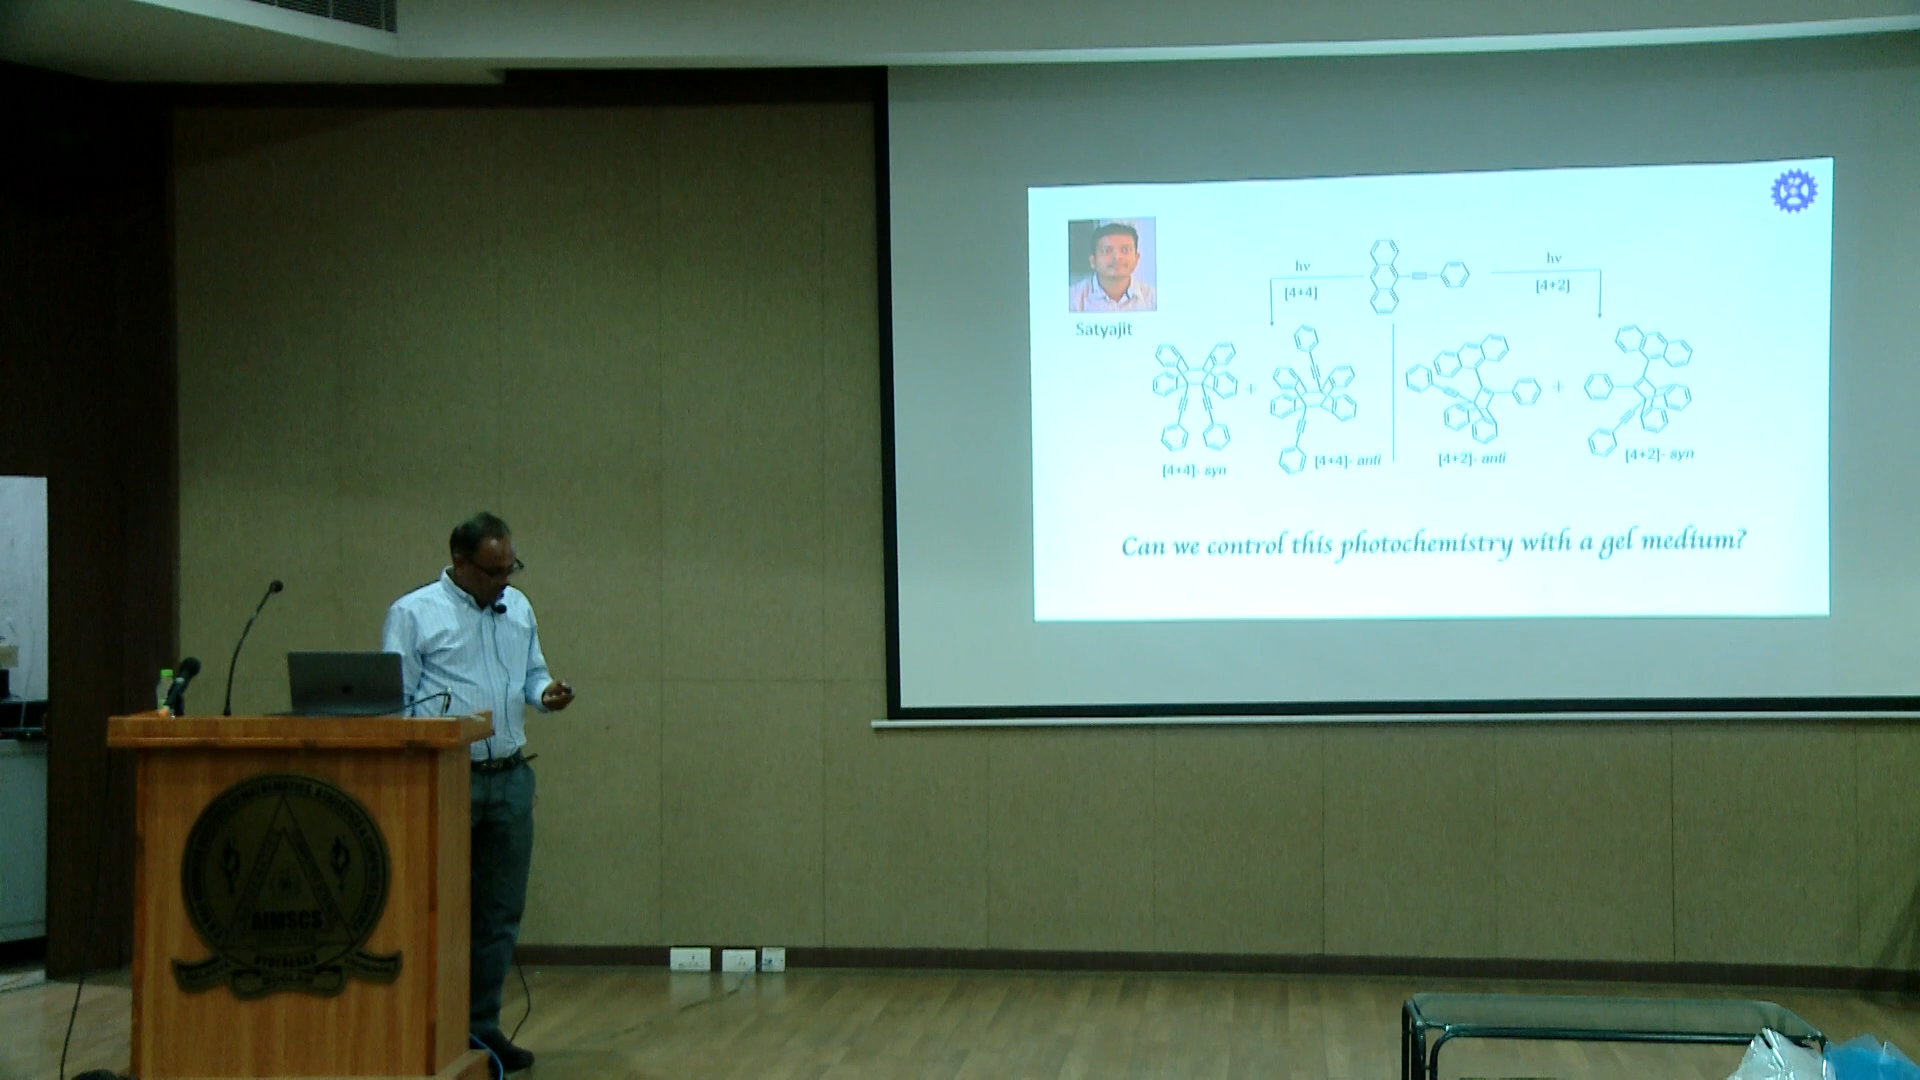 hν
[4+4]
hν
[4+2]
Satyajit
+
+
[4+4]- syn
[4+4]- anti
[4+2]- anti
[4+2]- syn
Can we control this photochemistry with a gel medium?
AIMSCS
HYDERABAD